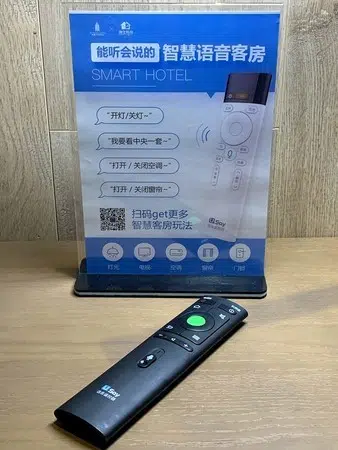 能听会说的 智慧语音客房
SMART HOTEL
“开灯/关灯~”
“我要看中央一套~”
“打开 / 关闭空调~”
“打开 / 关闭窗帘~”
扫码get更多
智慧客房玩法
灯光 电视 空调 窗帘 门锁
Say
Say